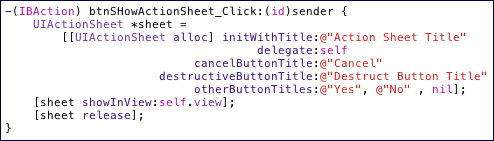 -(IBAction) btnSHowActionSheet_Click:(id)sender {
UIActionSheet *sheet =
[[UIActionSheet alloc] initWithTitle:@"Action Sheet Title"
delegate:self
cancelButtonTitle:@"Cancel"
destructiveButtonTitle:@"Destruct Button Title"
otherButtonTitles:@"Yes", @"No" , nil];
[sheet showInView:self.view];
[sheet release];
}